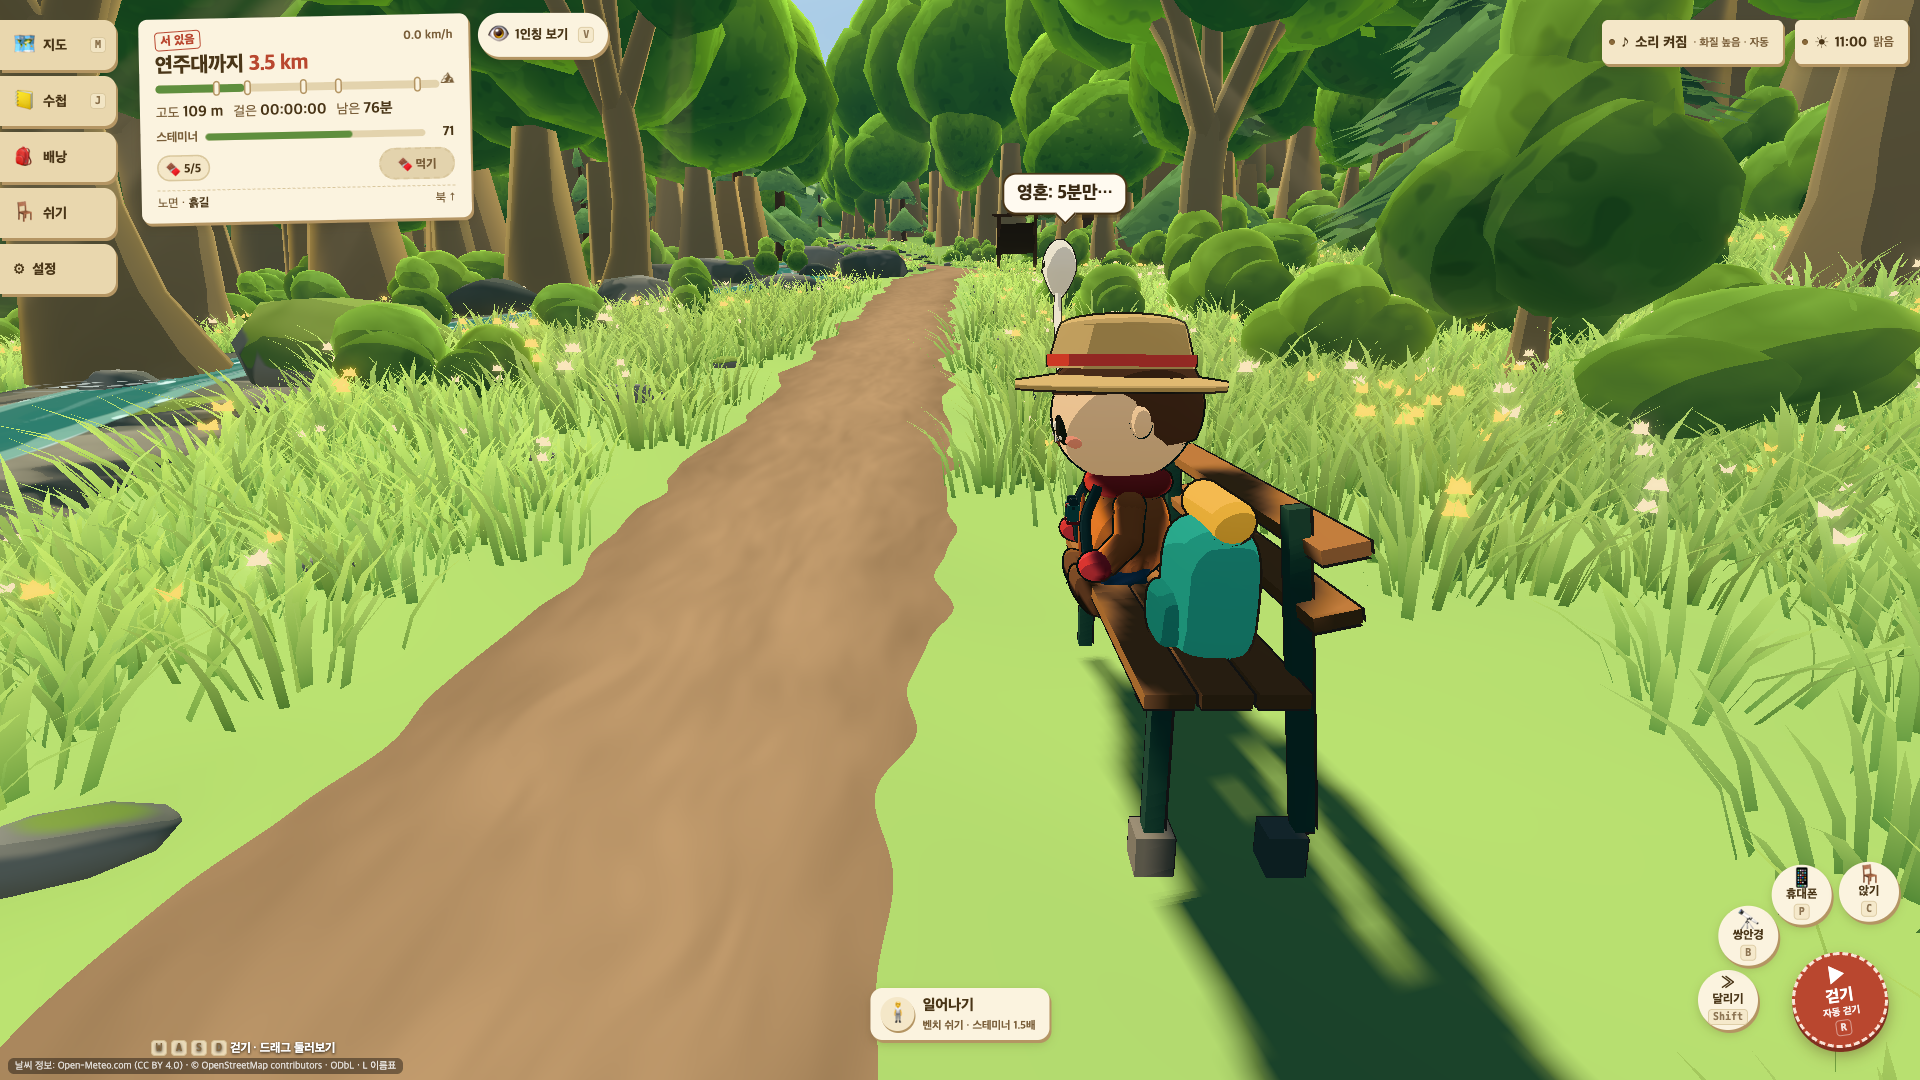 지도 M
수첩 J
배낭
쉬기
⚙ 설정
서 있음
0.0 km/h
연주대까지 3.5 km
고도 109 m 걸은 00:00:00 남은 76분
스테미너 71
5/5
먹기
노면 · 흙길
북 ↑
1인칭 보기 V
♪ 소리 켜짐 · 화질 높음 · 자동
☀ 11:00 맑음
영혼: 5분만…
일어나기
벤치 쉬기 · 스테미너 1.5배
휴대폰
P
앉기
C
쌍안경
B
달리기
Shift
걷기
자동 걷기
R
W A S D 걷기 · 드래그 둘러보기
날씨 정보: Open-Meteo.com (CC BY 4.0) · © OpenStreetMap contributors · ODbL · L 이름표